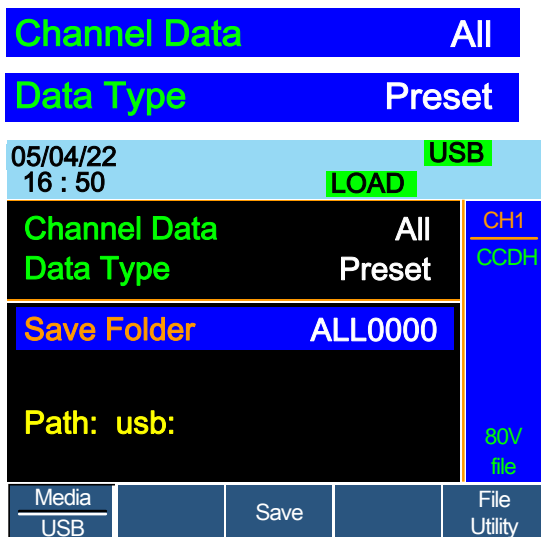 Channel Data All
Data Type Preset
05/04/22 USB
16 : 50 LOAD
Channel Data All
Data Type Preset
CH1
CCDH
Save Folder ALL0000
Path: usb:
80V
file
Media
USB
Save
File
Utility